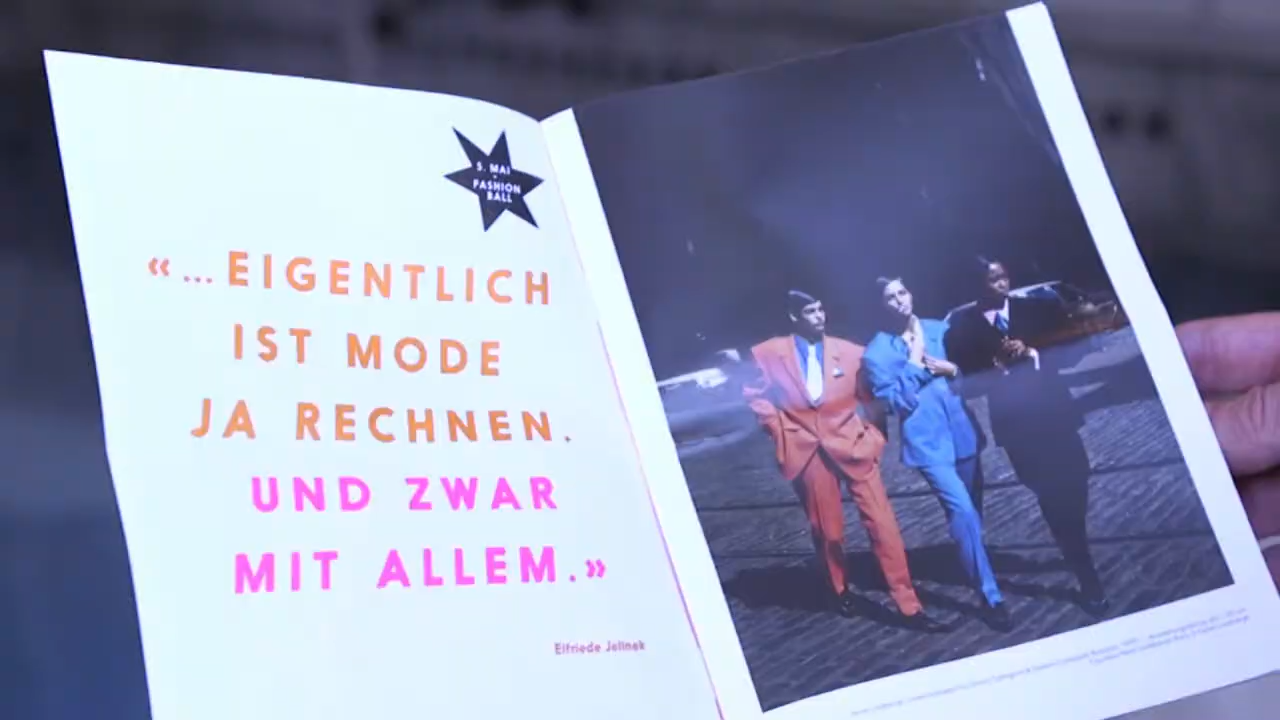 5. MAI
-
FASHION
BALL
«...EIGENTLICH
IST MODE
JA RECHNEN.
UND ZWAR
MIT ALLEM.»
Elfriede Jelinek